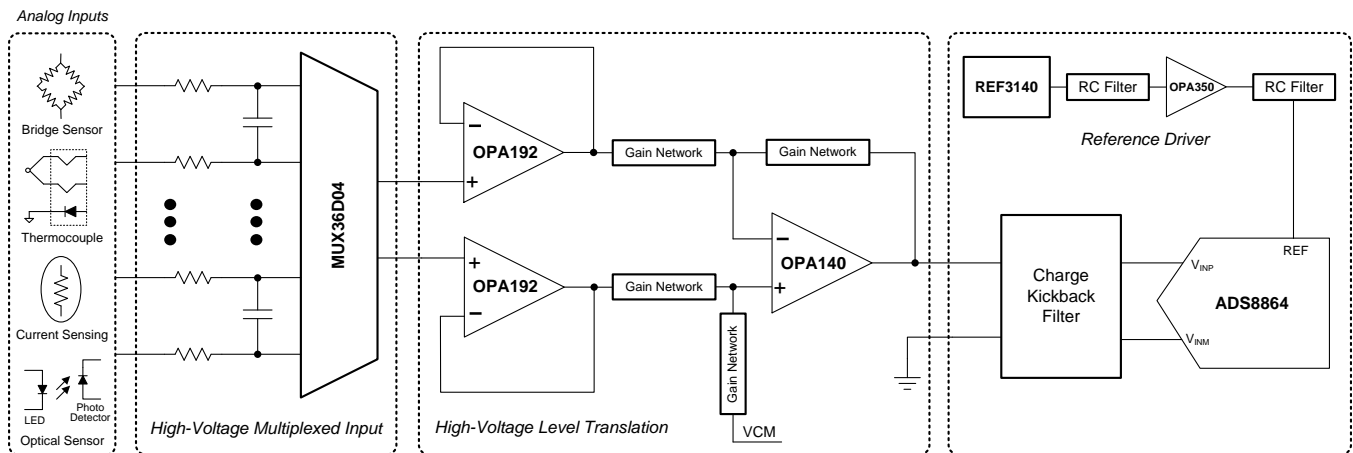 Analog Inputs
Bridge Sensor
Thermocouple
Current Sensing
LED
Photo
Detector
Optical Sensor
MUX36D04
High-Voltage Multiplexed Input
OPA192
OPA192
Gain Network
Gain Network
Gain Network
Gain Network
OPA140
VCM
High-Voltage Level Translation
REF3140
RC Filter
OPA350
RC Filter
Reference Driver
Charge
Kickback
Filter
REF
VINP
ADS8864
VINM